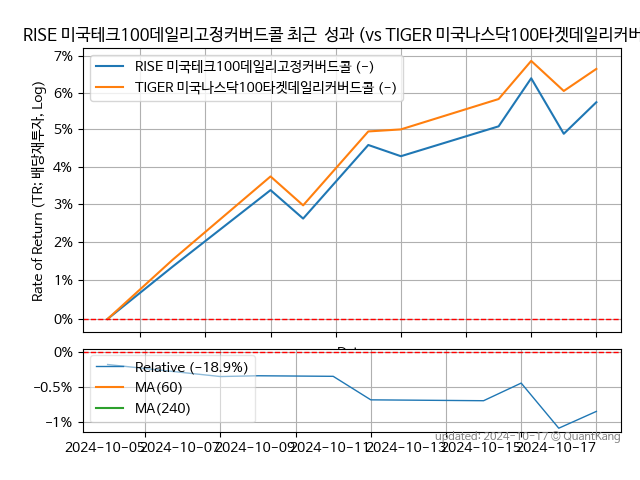 RISE 미국테크100데일리고정커버드콜 최근 성과 (vs TIGER 미국나스닥100타겟데일리커버
7%
6%
5%
4%
3%
2%
1%
0%
Rate of Return (TR: 배당재투자, Log)
RISE 미국테크100데일리고정커버드콜 (-)
TIGER 미국나스닥100타겟데일리커버드콜 (-)
0%
-0.5%
-1%
Relative (-18.9%)
MA(60)
MA(240)
updated: 2024-10-17 © QuantKang
2024-10-05 2024-10-07 2024-10-09 2024-10-11 2024-10-13 2024-10-15 2024-10-17